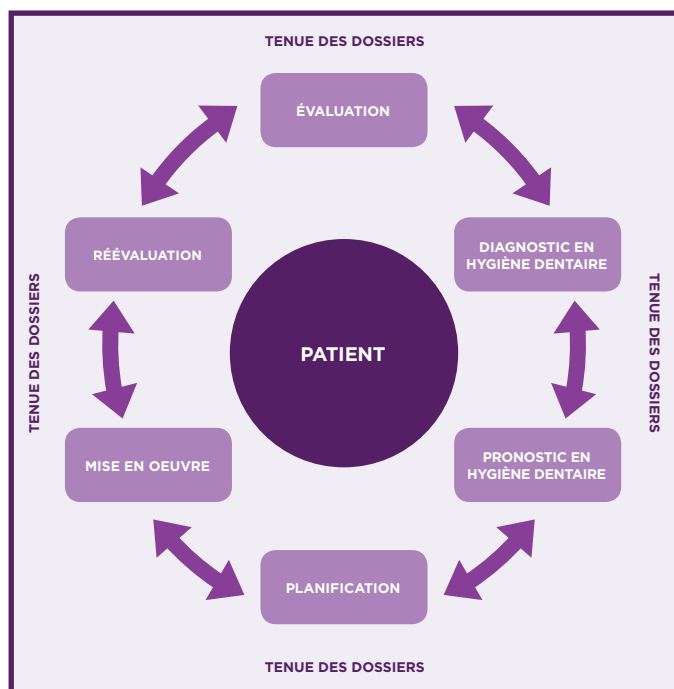 TENUE DES DOSSIERS
ÉVALUATION
RÉÉVALUATION
DIAGNOSTIC EN
HYGIÈNE DENTAIRE
TENUE DES DOSSIERS
PATIENT
TENUE DES DOSSIERS
MISE EN OEUVRE
PRONOSTIC EN
HYGIÈNE DENTAIRE
PLANIFICATION
TENUE DES DOSSIERS